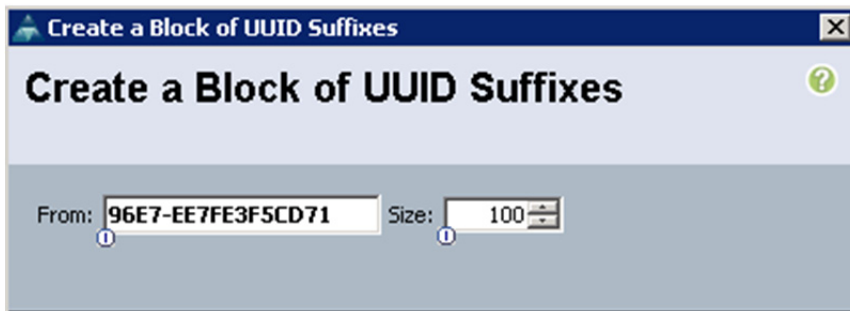 Create a Block of UUID Suffixes
Create a Block of UUID Suffixes
From: 96E7-EE7FE3F5CD71 Size: 100